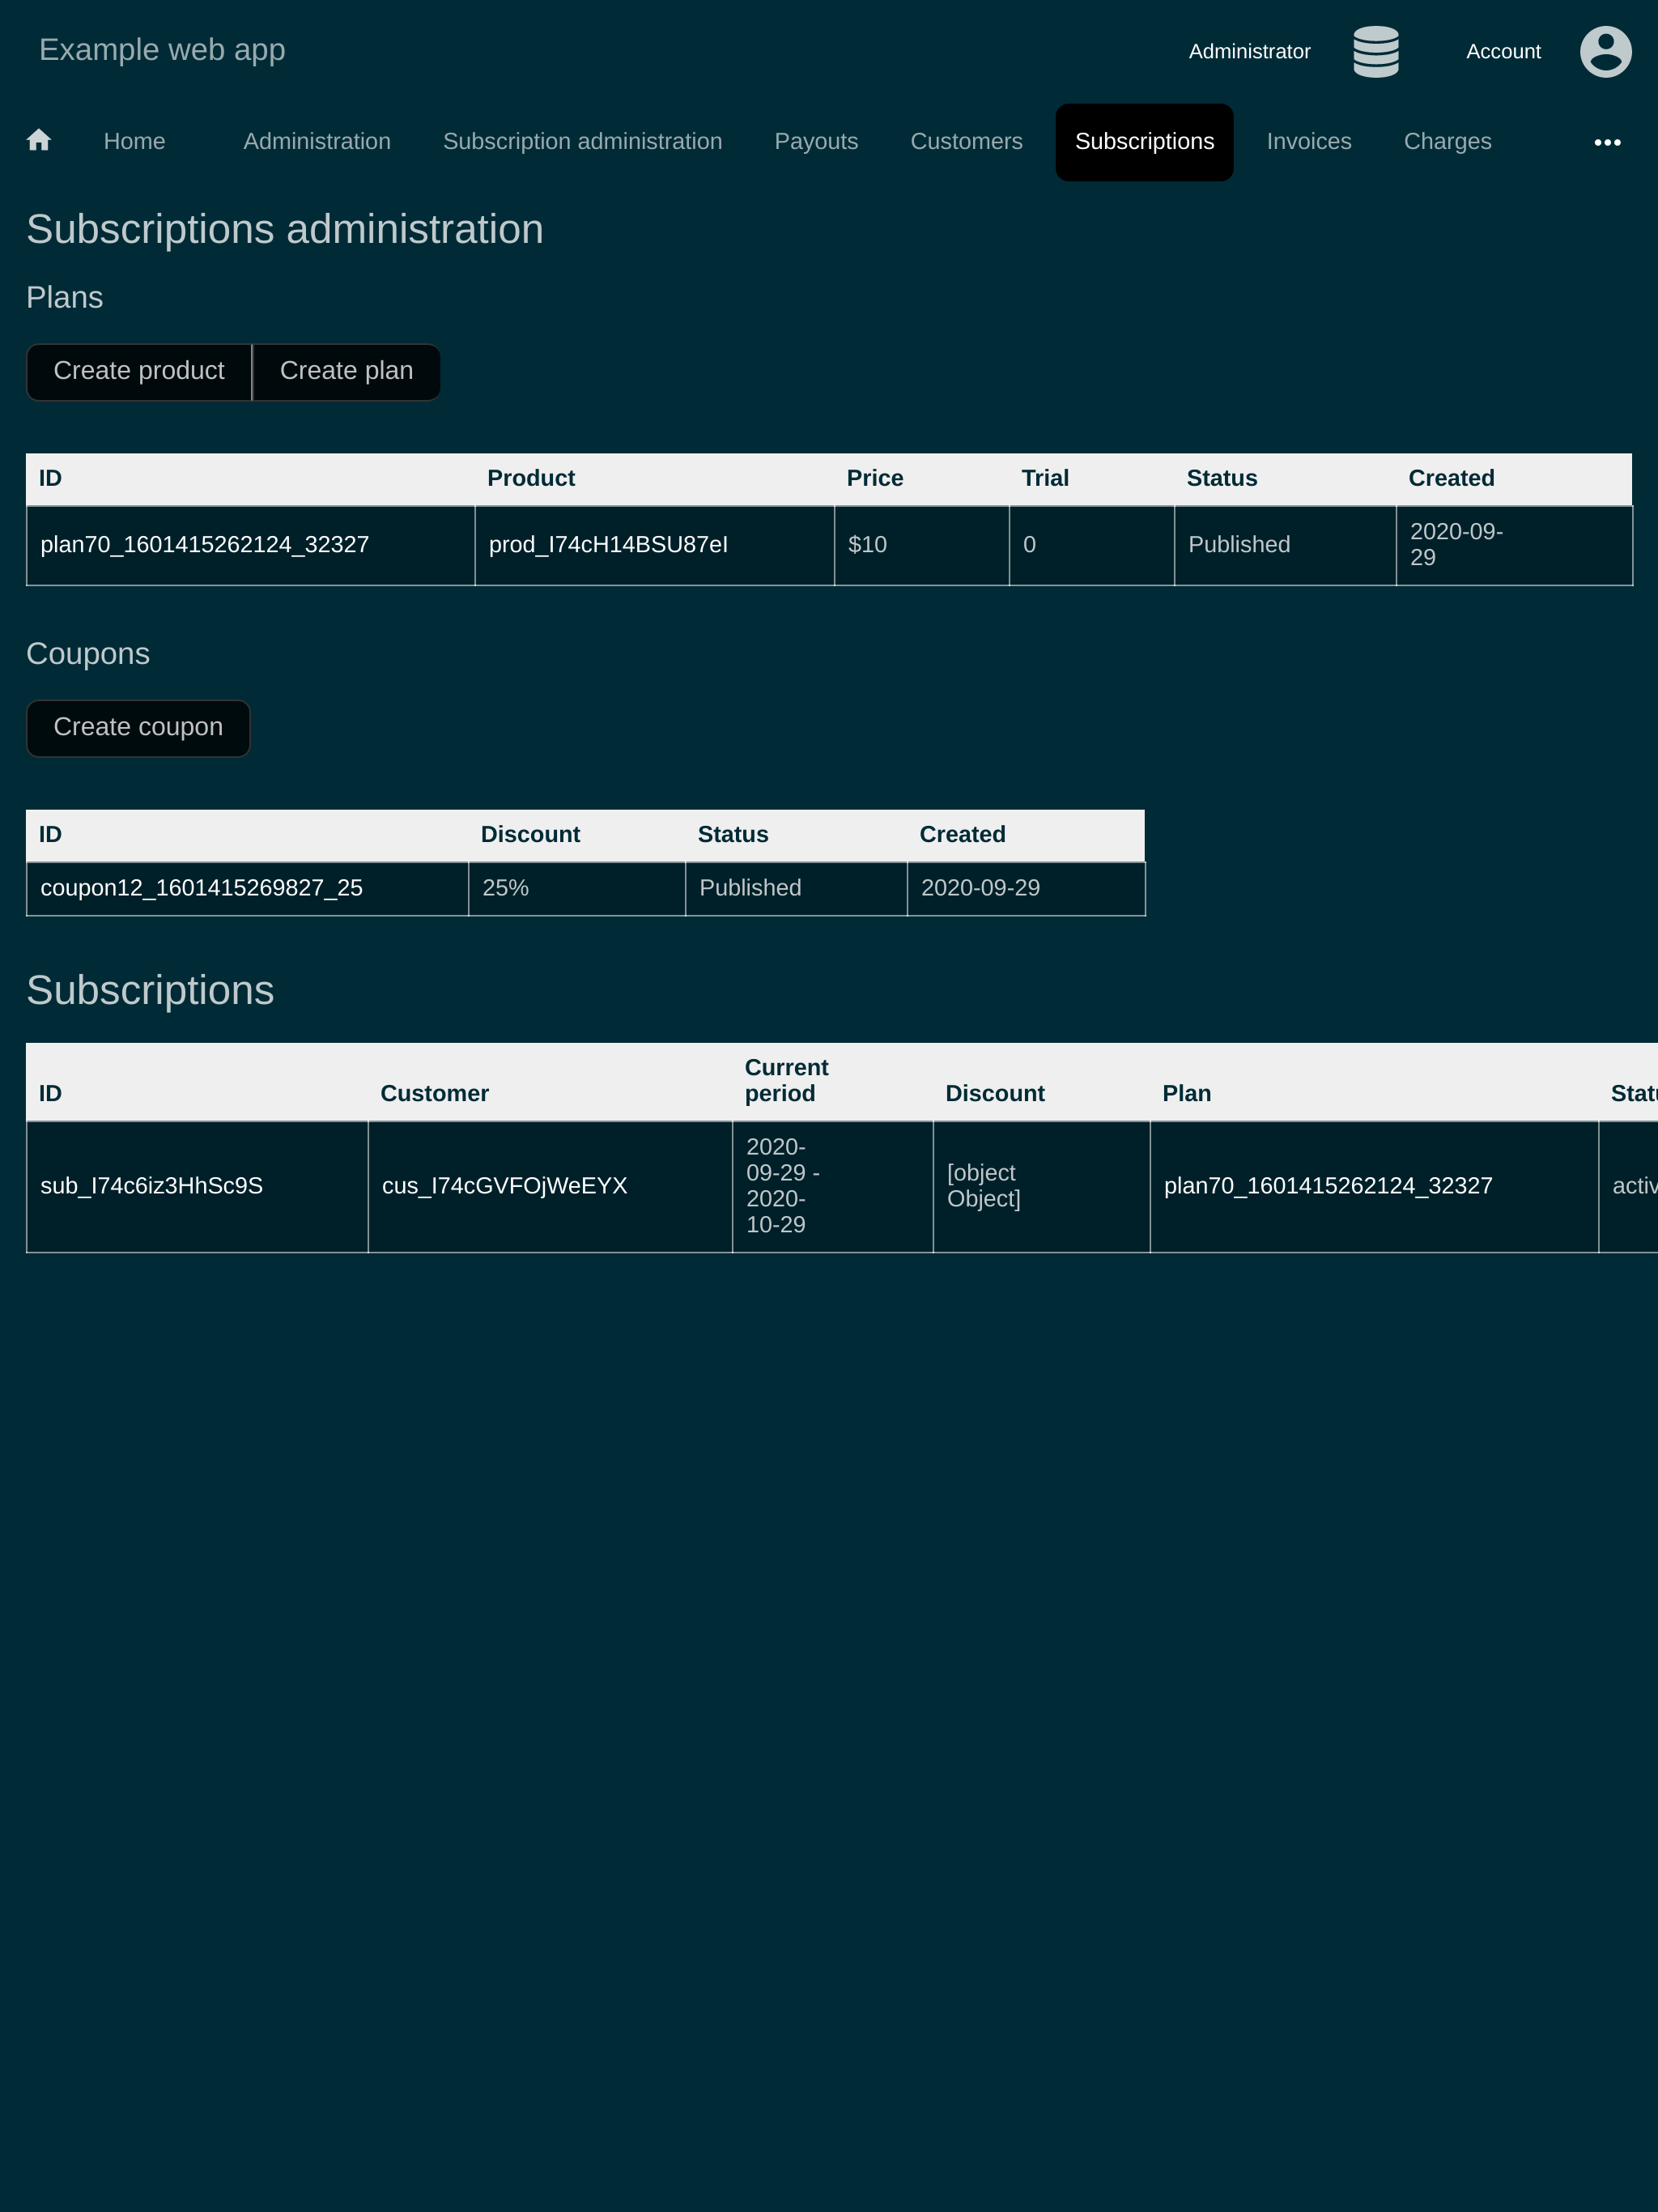 Example web app
Administrator
Account
Home
Administration
Subscription administration
Payouts
Customers
Subscriptions
Invoices
Charges
Subscriptions administration
Plans
Create product
Create plan
ID Product Price Trial Status Created
plan70_1601415262124_32327 prod_I74cH14BSU87eI $10 0 Published 2020-09-
29
Coupons
Create coupon
ID Discount Status Created
coupon12_1601415269827_25 25% Published 2020-09-29
Subscriptions
ID Customer Current
period Discount Plan
sub_I74c6iz3HhSc9S cus_I74cGVFOjWeEYX 2020-
09-29 -
2020-
10-29
[object
Object]
plan70_1601415262124_32327